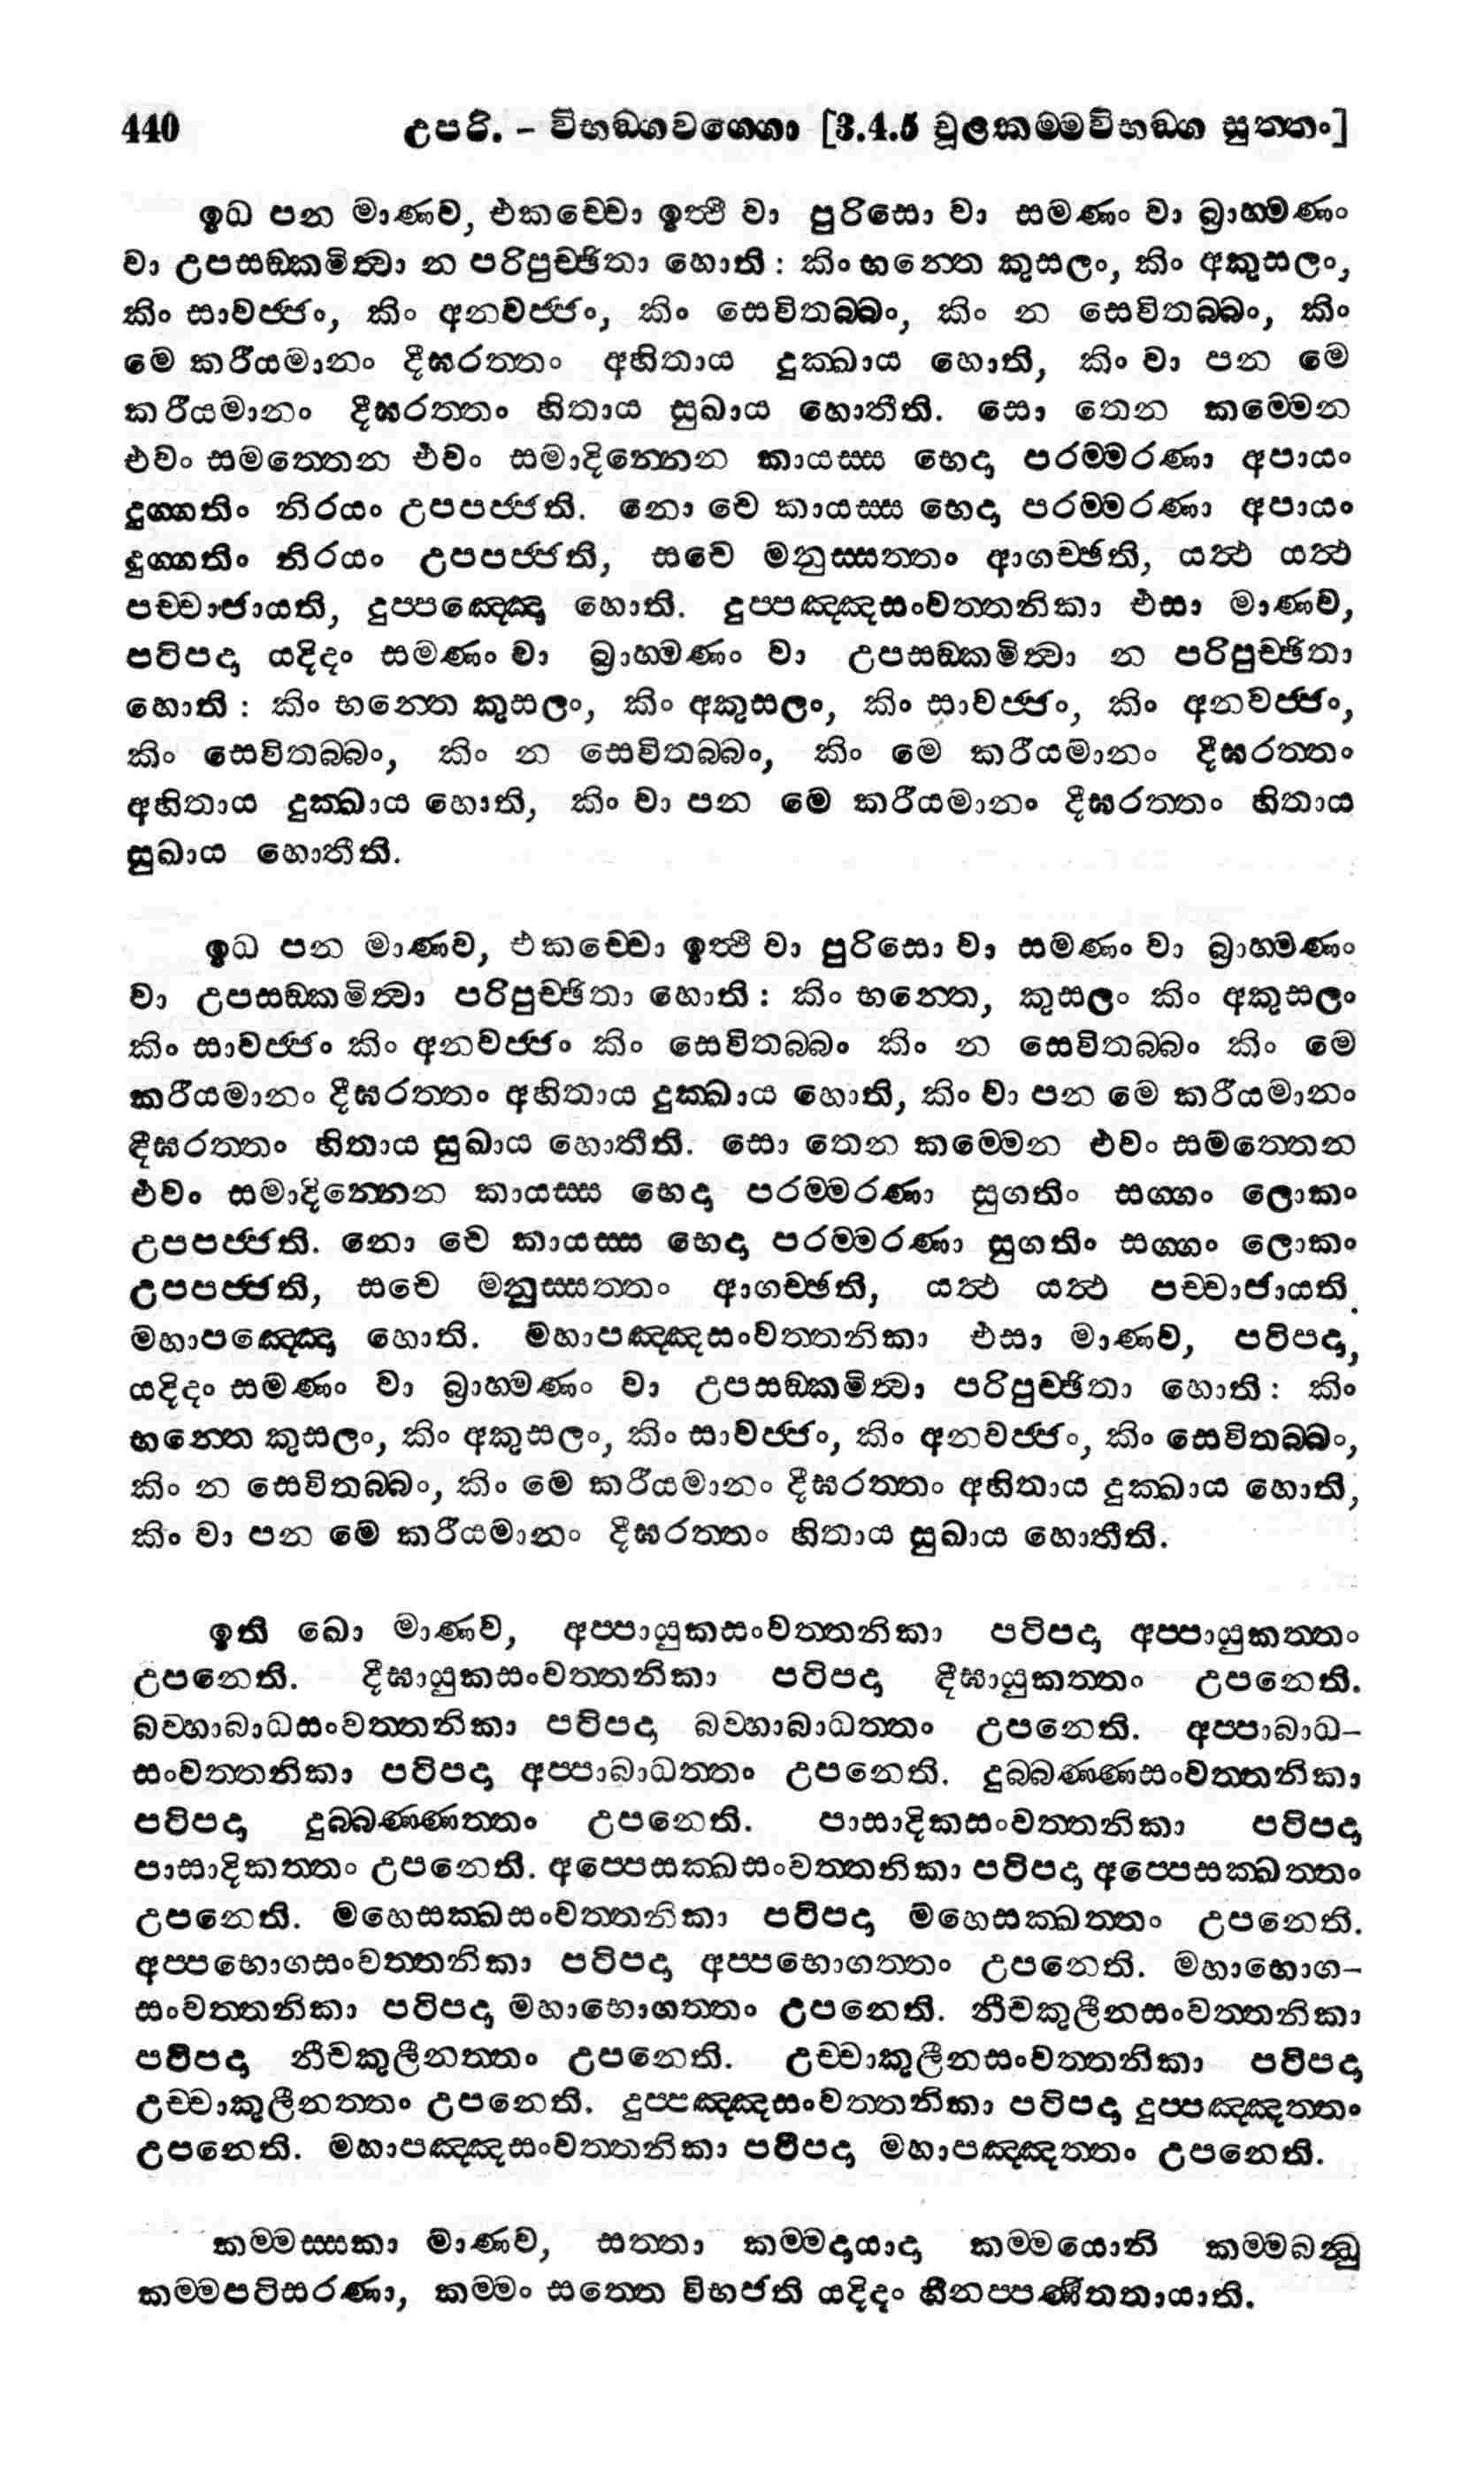 440 උපරි. – විභඞ්ගවග්ගො [3.4.5 චූළකම්මවිභඞ්ග සුත්තං]
ඉධ පන මාණව, එකච්චො ඉත්ථි වා පුරිසො වා සමණං වා බ්‍රාහ්මණං
වා උපසඞ්කමිත්වා න පරිපුච්ඡිතා හොති : කිං භන්තෙ කුසලං, කිං අකුසලං,
කිං සාවජ්ජං, කිං අනවජ්ජං, කිං සෙවිතබ්බං, කිං න සෙවිතබ්බං, කිං
මෙ කරීයමානං දීඝරත්තං අහිතාය දුක්ඛාය හොති, කිං වා පන මෙ
කරීයමානං දීඝරත්තං හිතාය සුඛාය හොතීති. සො තෙන කම්මෙන
එවං සමත්තෙන එවං සමාදින්නෙන කායස්ස භෙදා පරම්මරණා අපායං
දුග්ගතිං නිරයං උපපජ්ජති. නො චෙ කායස්ස භෙදා පරම්මරණා අපායං
දුග්ගතිං නිරයං උපපජ්ජති, සචෙ මනුස්සත්තං ආගච්ඡති, යත්ථ යත්ථ
පච්චාජායති, දුප්පඤ්ඤො හොති. දුප්පඤ්ඤසංවත්තනිකා එසා මාණව,
පටිපදා යදිදං සමණං වා බ්‍රාහ්මණං වා උපසඞ්කමිත්වා න පරිපුච්ඡිතා
හොති : කිං භන්තෙ කුසලං, කිං අකුසලං, කිං සාවජ්ජං, කිං අනවජ්ජං,
කිං සෙවිතබ්බං, කිං න සෙවිතබ්බං, කිං මෙ කරීයමානං දීඝරත්තං
අහිතාය දුක්ඛාය හොති, කිං වා පන මෙ කරීයමානං දීඝරත්තං හිතාය
සුඛාය හොතීති.
ඉධ පන මාණව, එකච්චො ඉත්ථි වා පුරිසො වා සමණං වා බ්‍රාහ්මණං
වා උපසඞ්කමිත්වා පරිපුච්ඡිතා හොති : කිං භන්තෙ, කුසලං කිං අකුසලං
කිං සාවජ්ජං කිං අනවජ්ජං කිං සෙවිතබ්බං කිං න සෙවිතබ්බං කිං මෙ
කරීයමානං දීඝරත්තං අහිතාය දුක්ඛාය හොති, කිං වා පන මෙ කරීයමානං
දීඝරත්තං හිතාය සුඛාය හොතීති. සො තෙන කම්මෙන එවං සමත්තෙන
එවං සමාදින්නෙන කායස්ස භෙදා පරම්මරණා සුගතිං සග්ගං ලොකං
උපපජ්ජති. නො චෙ කායස්ස භෙදා පරම්මරණා සුගතිං සග්ගං ලොකං
උපපජ්ජති, සචෙ මනුස්සත්තං ආගච්ඡති, යත්ථ යත්ථ පච්චාජායති
මහාපඤ්ඤො හොති. මහාපඤ්ඤසංවත්තනිකා එසා මාණව, පටිපදා,
යදිදං සමණං වා බ්‍රාහ්මණං වා උපසඞ්කමිත්වා පරිපුච්ඡිතා හොති : කිං
භන්තෙ කුසලං, කිං අකුසලං, කිං සාවජ්ජං, කිං අනවජ්ජං, කිං සෙවිතබ්බං,
කිං න සෙවිතබ්බං, කිං මෙ කරීයමානං දීඝරත්තං අහිතාය දුක්ඛාය හොති,
කිං වා පන මෙ කරීයමානං දීඝරත්තං හිතාය සුඛාය හොතීති.
ඉති ඛො මාණව, අප්පායුකසංවත්තනිකා පටිපදා අප්පායුකත්තං
උපනෙති. දීඝායුකසංවත්තනිකා පටිපදා දීඝායුකත්තං උපනෙති.
බව්හාබාධසංවත්තනිකා පටිපදා බව්හාබාධත්තං උපනෙති. අප්පාබාධ–
සංවත්තනිකා පටිපදා අප්පාබාධත්තං උපනෙති. දුබ්බණ්ණසංවත්තනිකා
පටිපදා දුබ්බණ්ණත්තං උපනෙති. පාසාදිකසංවත්තනිකා පටිපදා
පාසාදිකත්තං උපනෙති. අප්පෙසක්ඛසංවත්තනිකා පටිපදා අප්පෙසක්ඛත්තං
උපනෙති. මහෙසක්ඛසංවත්තනිකා පටිපදා මහෙසක්ඛත්තං උපනෙති.
අප්පභොගසංවත්තනිකා පටිපදා අප්පභොගත්තං උපනෙති. මහාභොග–
සංවත්තනිකා පටිපදා මහාභොගත්තං උපනෙති. නීචකුලීනසංවත්තනිකා
පටිපදා නීචකුලීනත්තං උපනෙති. උච්චාකුලීනසංවත්තනිකා පටිපදා
උච්චාකුලීනත්තං උපනෙති. දුප්පඤ්ඤසංවත්තනිකා පටිපදා දුප්පඤ්ඤත්තං
උපනෙති. මහාපඤ්ඤසංවත්තනිකා පටිපදා මහාපඤ්ඤත්තං උපනෙති.
කම්මස්සකා මාණව, සත්තා කම්මදායාදා කම්මයොනි කම්මබන්ධු
කම්මපටිසරණා, කම්මං සත්තෙ විභජති යදිදං හීනප්පණීතතායාති.